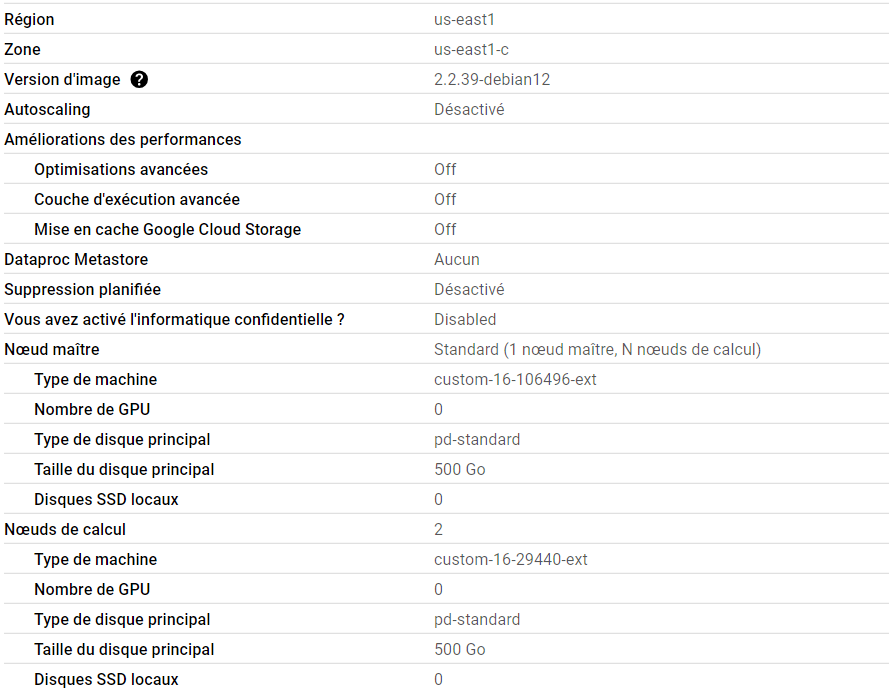 Région us-east1
Zone us-east1-c
Version d'image ? 2.2.39-debian12
Autoscaling Désactivé
Améliorations des performances
Optimisations avancées Off
Couche d'exécution avancée Off
Mise en cache Google Cloud Storage Off
Dataproc Metastore Aucun
Suppression planifiée Désactivé
Vous avez activé l'informatique confidentielle ? Disabled
Nœud maître Standard (1 nœud maître, N nœuds de calcul)
Type de machine custom-16-106496-ext
Nombre de GPU 0
Type de disque principal pd-standard
Taille du disque principal 500 Go
Disques SSD locaux 0
Nœuds de calcul 2
Type de machine custom-16-29440-ext
Nombre de GPU 0
Type de disque principal pd-standard
Taille du disque principal 500 Go
Disques SSD locaux 0